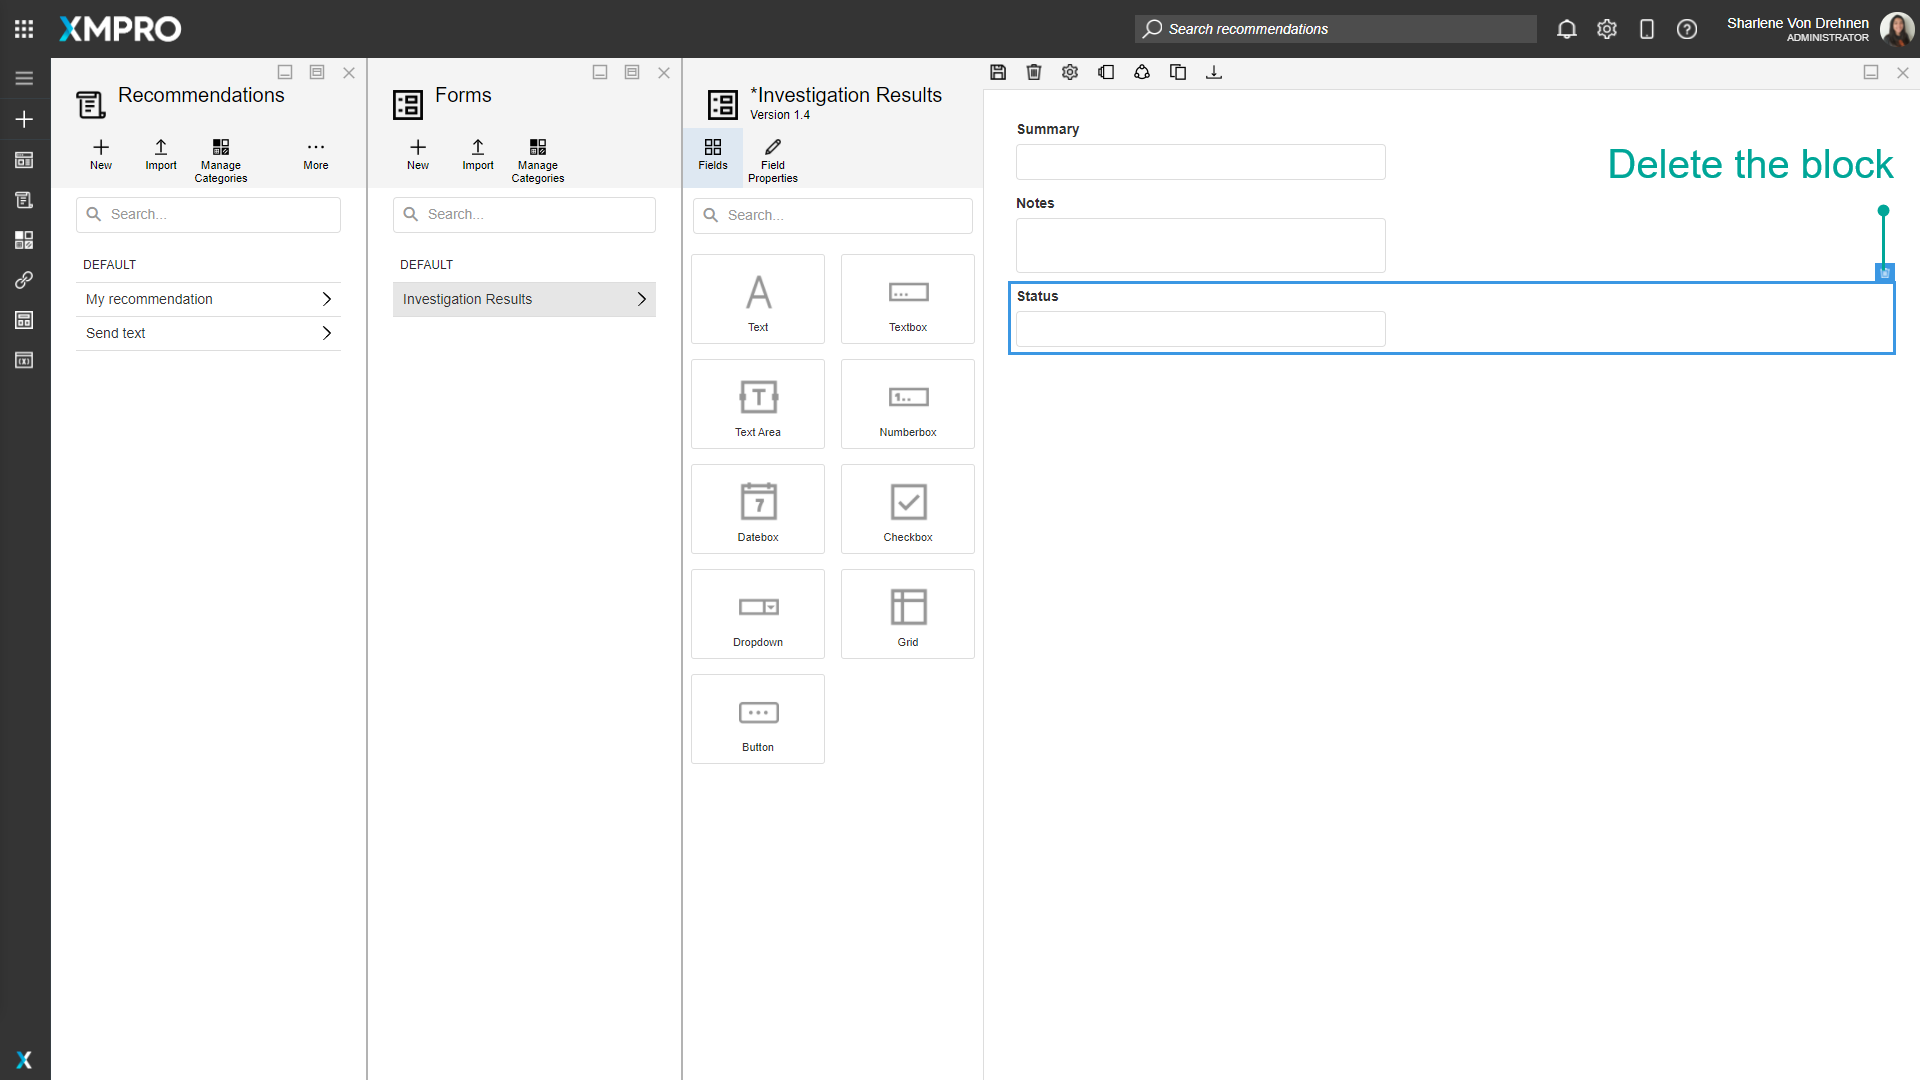 XMPRO
Search recommendations
Sharlene Von Drehnen
ADMINISTRATOR
Recommendations
New
Import
Manage
Categories
More
Search...
DEFAULT
My recommendation
Send text
Forms
New
Import
Manage
Categories
Search...
DEFAULT
Investigation Results
*Investigation Results
Version 1.4
Fields
Field
Properties
Search...
Text
Textbox
Text Area
Numberbox
Datebox
Checkbox
Dropdown
Grid
Button
Summary
Notes
Status
Delete the block